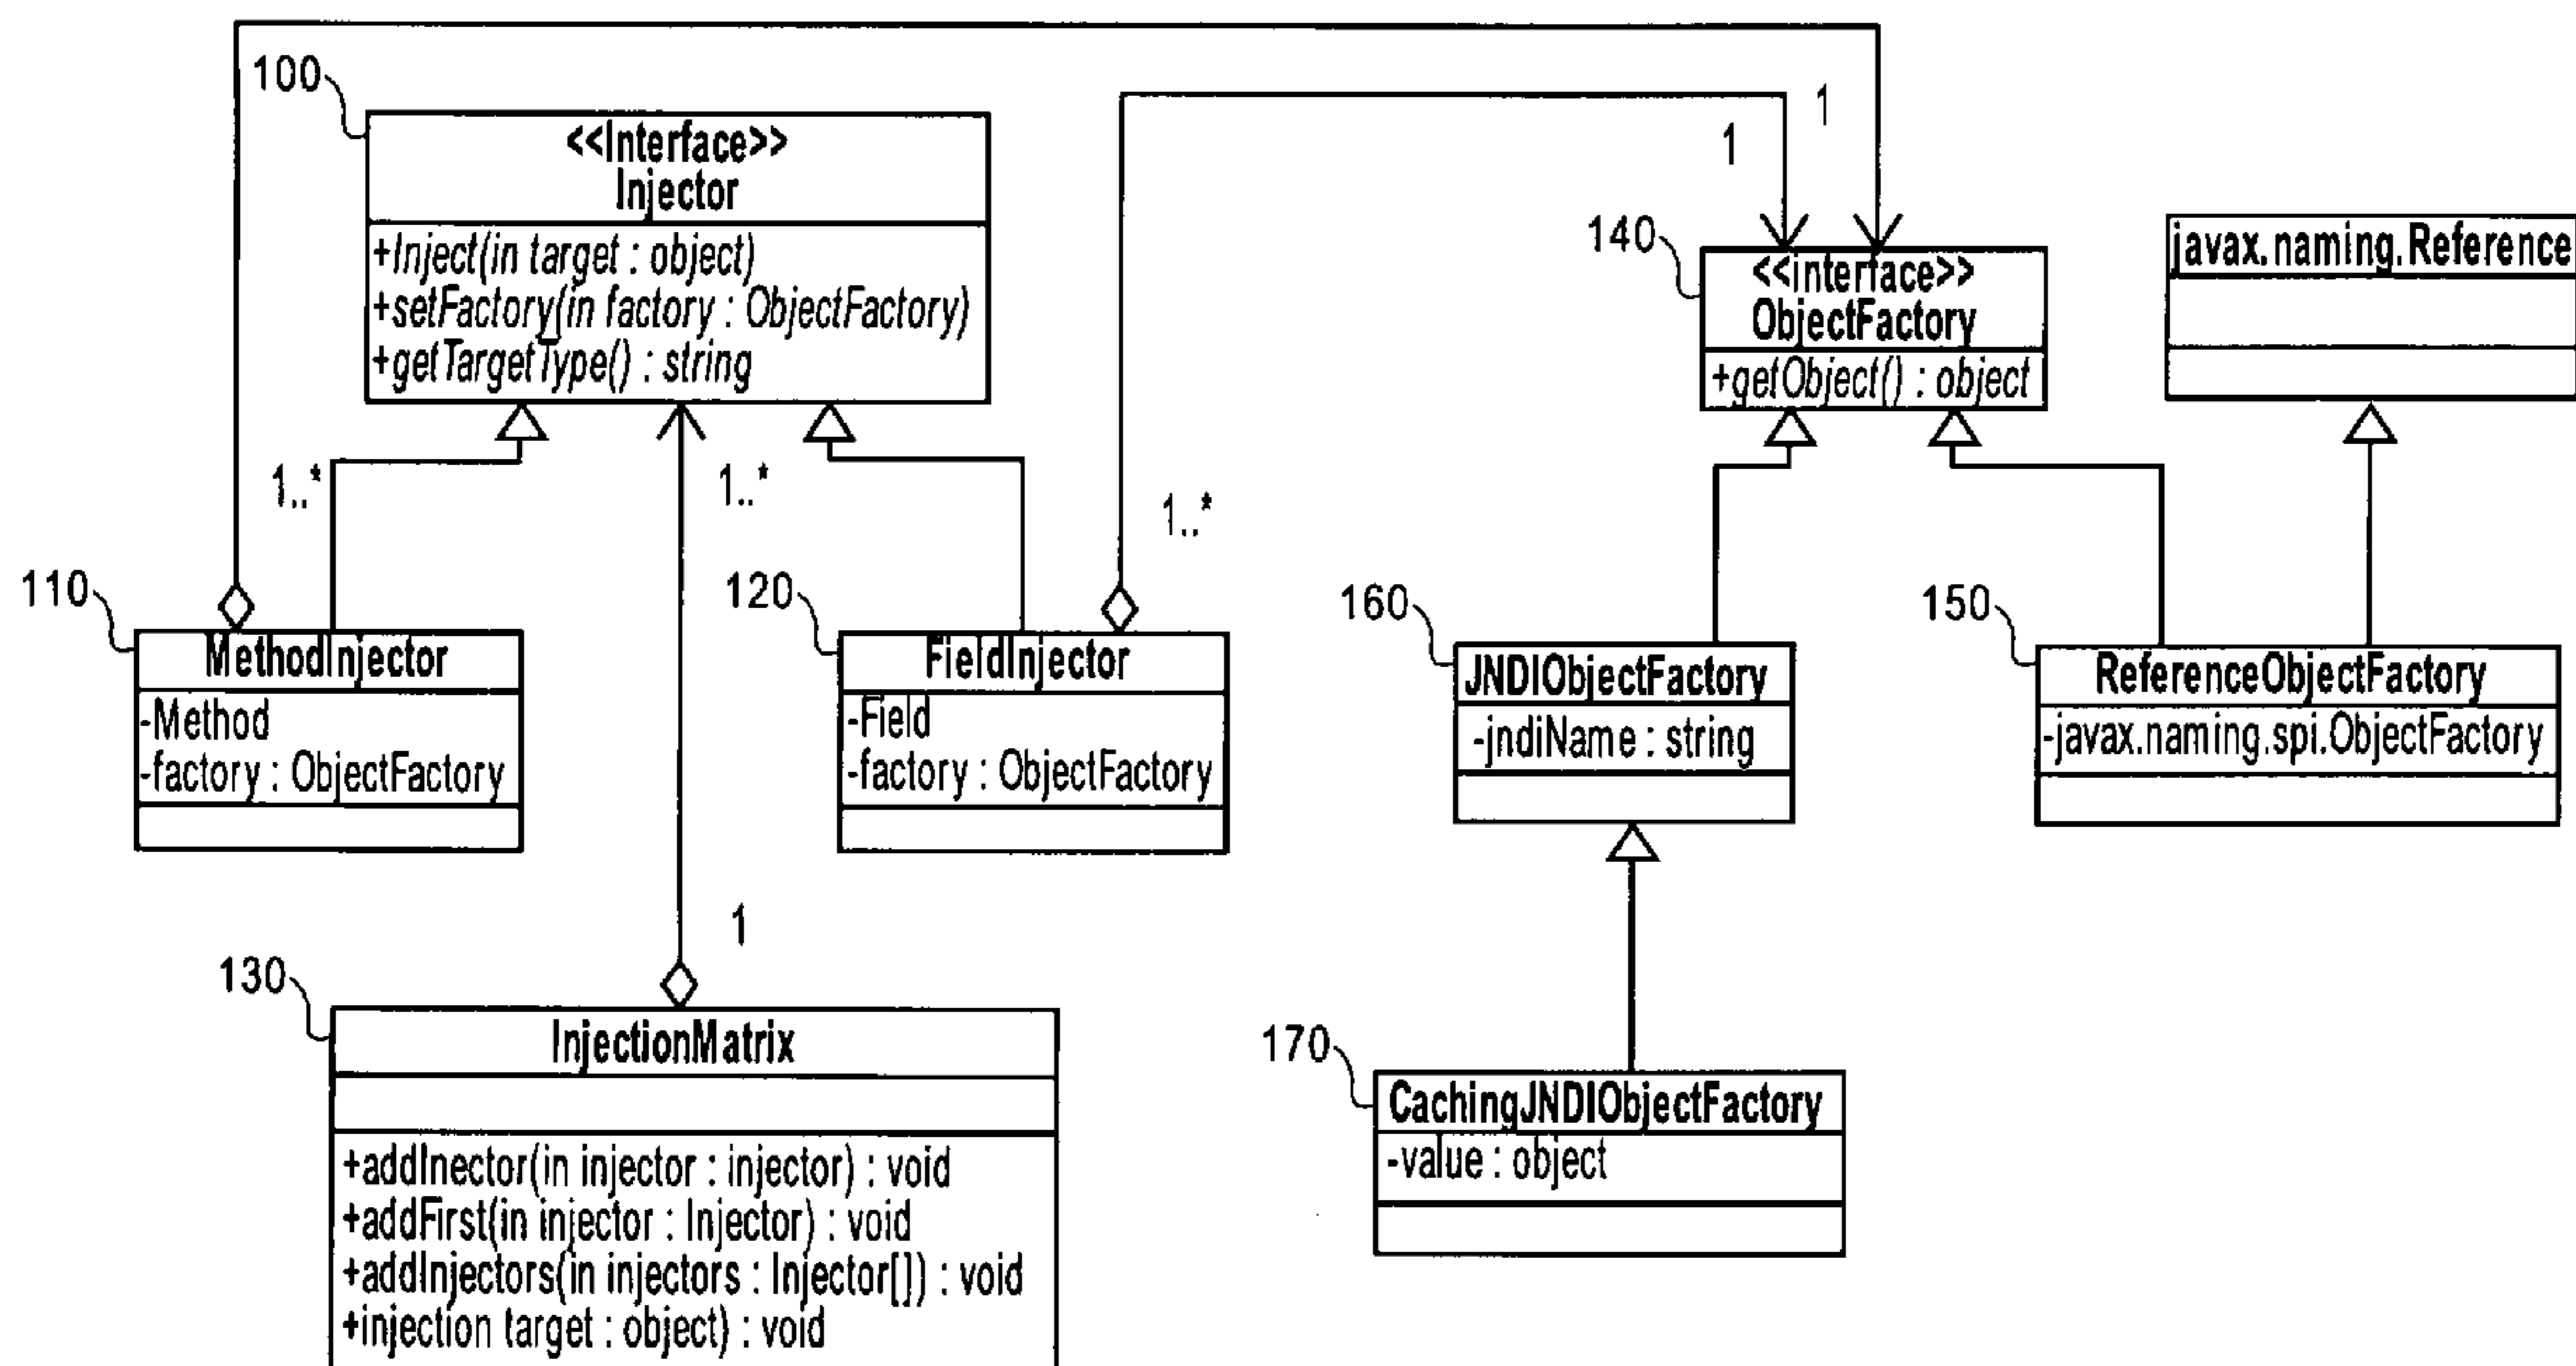 100
<<Interface>>
Injector
+Inject(in target : object)
+setFactory(in factory : ObjectFactory)
+getTargetType() : string
1
1
140
<<interface>>
ObjectFactory
+getObject() : object
javax.naming.Reference
1..*
1..*
1..*
110
MethodInjector
-Method
-factory : ObjectFactory
120
FieldInjector
-Field
-factory : ObjectFactory
160
JNDIObjectFactory
-jndiName : string
150
ReferenceObjectFactory
-javax.naming.spi.ObjectFactory
1
130
InjectionMatrix
+addInector(in injector : injector) : void
+addFirst(in injector : Injector) : void
+addInjectors(in injectors : Injector[]) : void
+injection target : object) : void
170
CachingJNDIObjectFactory
-value : object